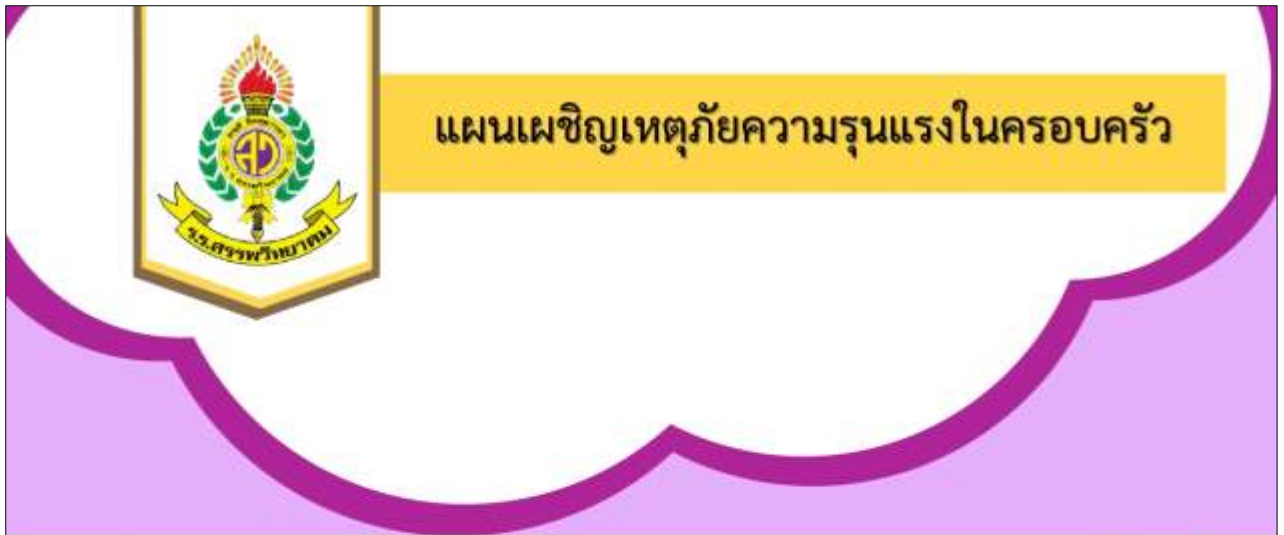 แผนเผชิญเหตุภัยความรุนแรงในครอบครัว
ร.ร.สรรพวิทยาคม